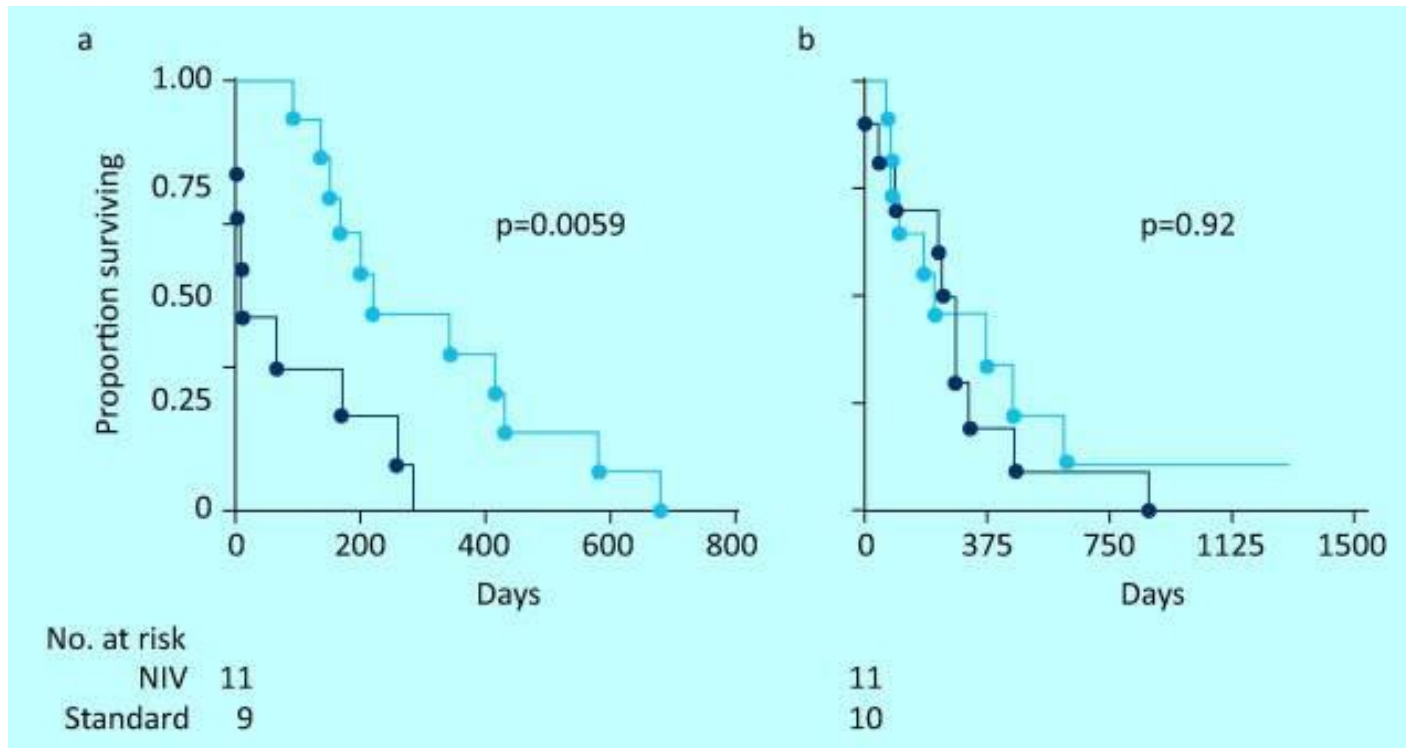 a
b
1.00
0.75
0.50
0.25
0
Proportion surviving
p=0.0059
p=0.92
0 200 400 600 800
0 375 750 1125 1500
Days
Days
No. at risk
NIV 11 11
Standard 9 10